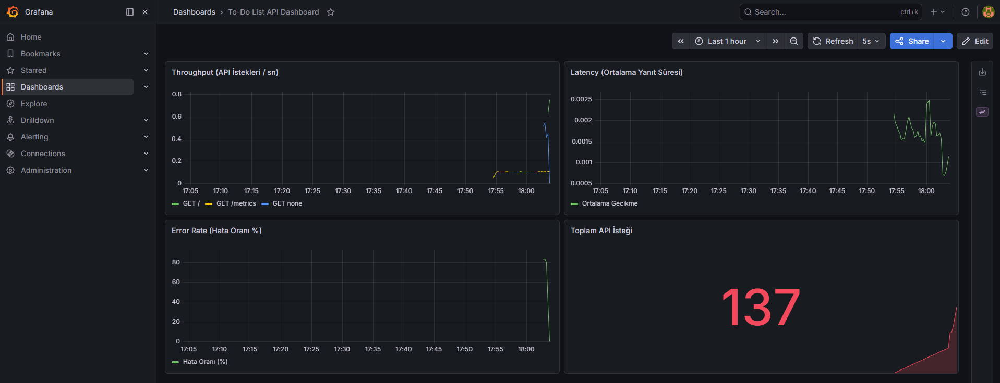 Grafana
Dashboards › To-Do List API Dashboard
Search... ctrl+k
Home
Bookmarks
Starred
Dashboards
Explore
Drilldown
Alerting
Connections
Administration
Last 1 hour
Refresh 5s
Share
Edit
Throughput (API İstekleri / sn)
0.8
0.6
0.4
0.2
0
17:05 17:10 17:15 17:20 17:25 17:30 17:35 17:40 17:45 17:50 17:55 18:00
GET / GET /metrics GET none
Latency (Ortalama Yanıt Süresi)
0.0025
0.002
0.0015
0.001
0.0005
17:05 17:10 17:15 17:20 17:25 17:30 17:35 17:40 17:45 17:50 17:55 18:00
Ortalama Gecikme
Error Rate (Hata Oranı %)
80
60
40
20
0
17:05 17:10 17:15 17:20 17:25 17:30 17:35 17:40 17:45 17:50 17:55 18:00
Hata Oranı (%)
Toplam API İsteği
137